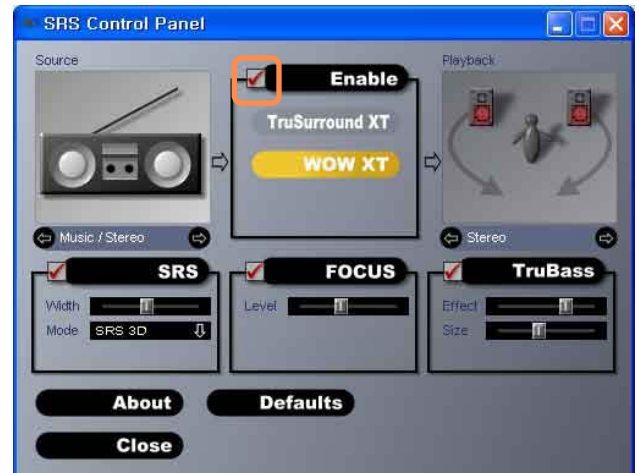 SRS Control Panel
Source
Enable
Playback
TruSurround XT
WOW XT
Music / Stereo
Stereo
SRS
FOCUS
TruBass
Width
Level
Effect
Mode
SRS 3D
Size
About
Defaults
Close